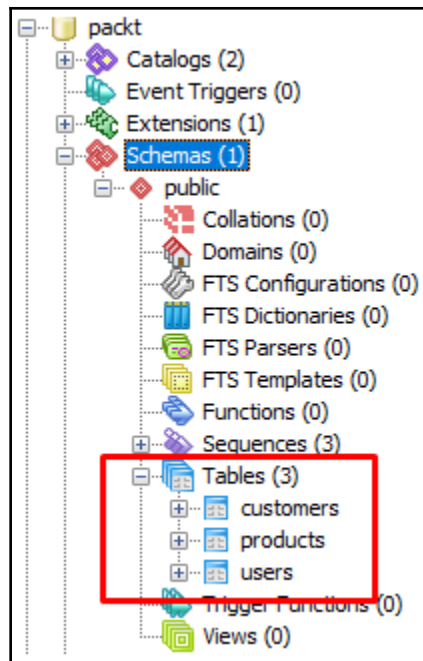 packt
Catalogs (2)
Event Triggers (0)
Extensions (1)
Schemas (1)
public
Collations (0)
Domains (0)
FTS Configurations (0)
FTS Dictionaries (0)
FTS Parsers (0)
FTS Templates (0)
Functions (0)
Sequences (3)
Tables (3)
customers
products
users
Trigger Functions (0)
Views (0)